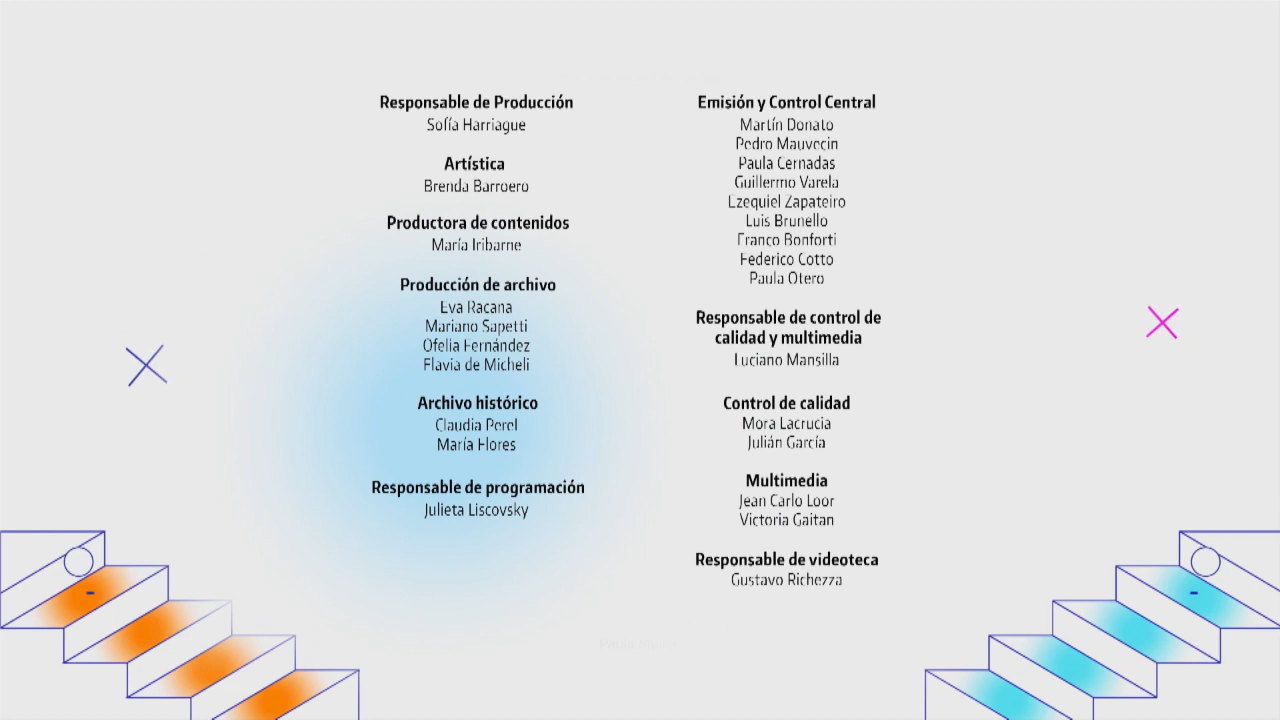 Responsable de Producción
Sofía Harriague
Artística
Brenda Barroero
Productora de contenidos
María Iribarne
Producción de archivo
Eva Racana
Mariano Sapetti
Ofelia Fernández
Flavia de Micheli
Archivo histórico
Claudia Perel
María Flores
Responsable de programación
Julieta Liscovsky
Emisión y Control Central
Martín Donato
Pedro Mauvecin
Paula Cernadas
Guillermo Varela
Ezequiel Zapateiro
Luis Brunello
Franco Bonforti
Federico Cotto
Paula Otero
Responsable de control de
calidad y multimedia
Luciano Mansilla
Control de calidad
Mora Lacrucia
Julián García
Multimedia
Jean Carlo Loor
Victoria Gaitan
Responsable de videoteca
Gustavo Richezza